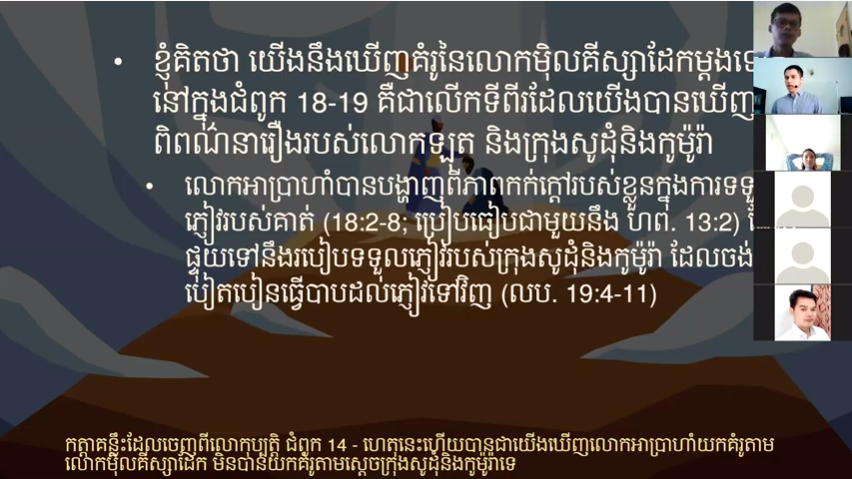 • ខ្ញុំគិតថា យើងនឹងឃើញគំរូនៃលោកម៉ិលគីស្សាដែកម្ដងទៀ
នៅក្នុងជំពូក 18-19 គឺជាលើកទីពីរដែលយើងបានឃើញ
ពិពណ៌នារឿងរបស់លោកឡុត និងក្រុងសូដុំនិងកូម៉ូរ៉ា
• លោកអាប្រាហាំបានបង្ហាញពីភាពកក់ក្ដៅរបស់ខ្លួនក្នុងការទទួ
ភ្ញៀវរបស់គាត់ (18:2-8; ប្រៀបធៀបជាមួយនឹង ហព. 13:2)
ផ្ទុយទៅនឹងរបៀបទទួលភ្ញៀវរបស់ក្រុងសូដុំនិងកូម៉ូរ៉ា ដែលចង់
បៀតបៀនធ្វើបាបដល់ភ្ញៀវទៅវិញ (លប. 19:4-11)
កត្តាគន្លឹះដែលចេញពីលោកុប្បត្តិ ជំពូក 14 - ហេតុនេះហើយបានជាយើងឃើញលោកអាប្រាហាំយកគំរូតាម
លោកម៉ិលគីស្សាដែក មិនបានយកគំរូតាមស្ដេចក្រុងសូដុំនិងកូម៉ូរ៉ាទេ